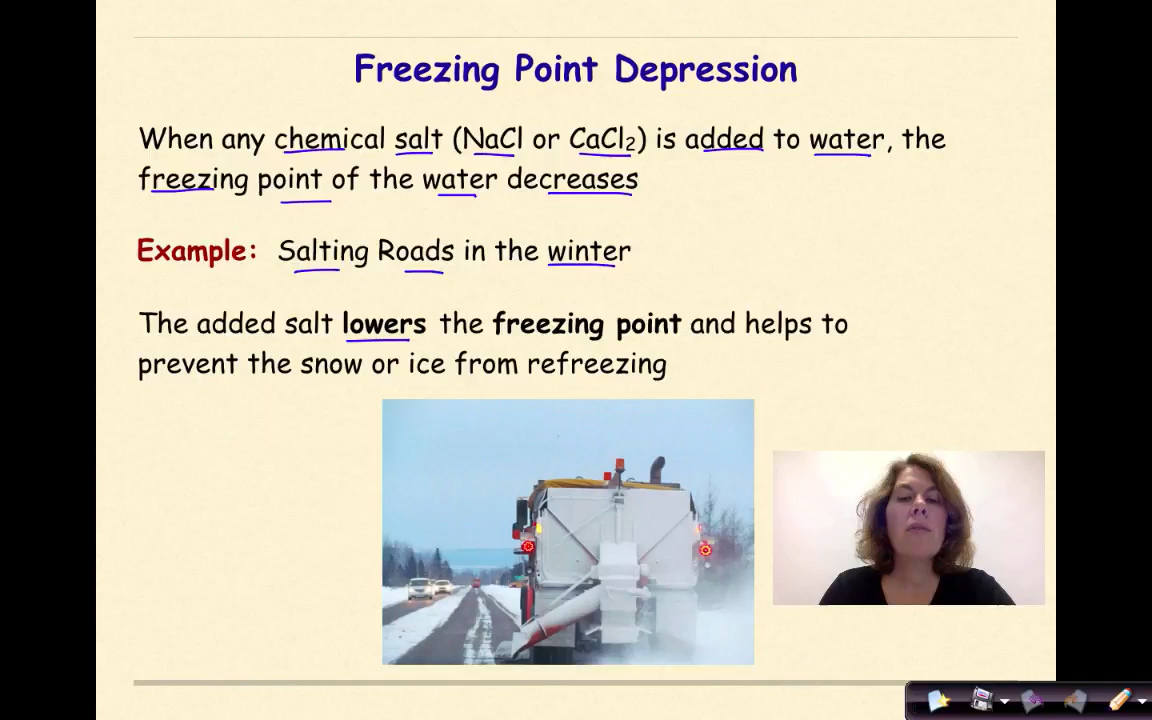 Freezing Point Depression
When any chemical salt (NaCl or CaCl₂) is added to water, the
freezing point of the water decreases
Example: Salting Roads in the winter
The added salt lowers the freezing point and helps to
prevent the snow or ice from refreezing